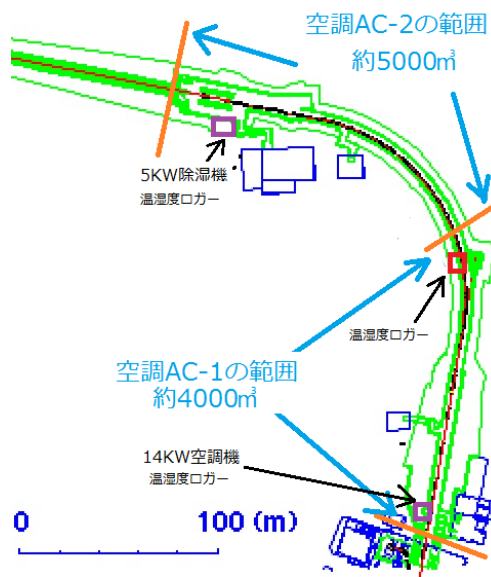 空調AC-2の範囲
約5000㎥
5KW除湿機
温湿度ロガー
温湿度ロガー
空調AC-1の範囲
約4000㎥
14KW空調機
温湿度ロガー
0 100 (m)